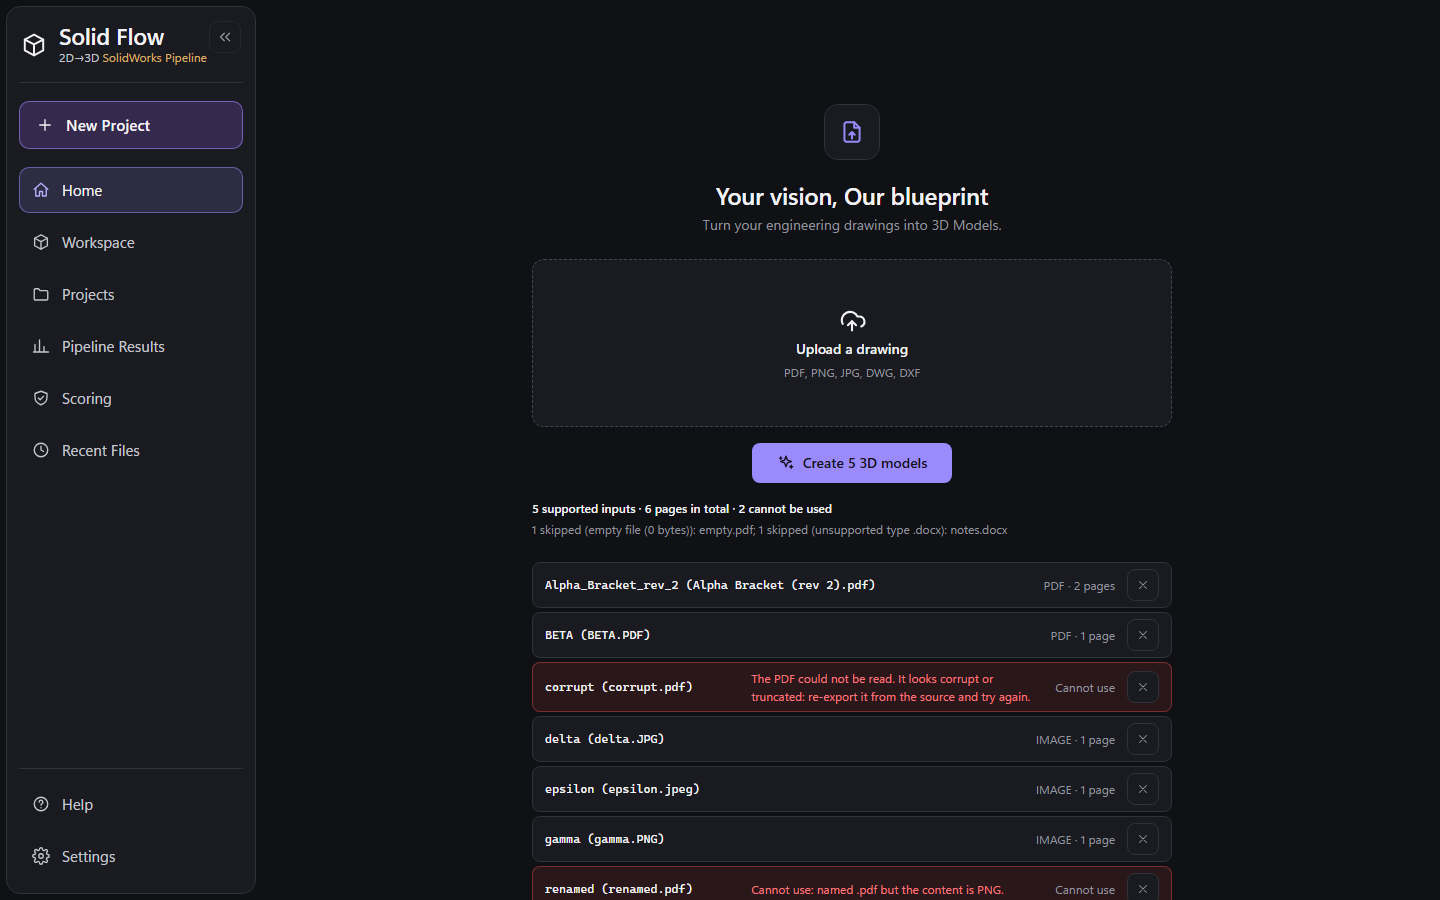 Solid Flow
2D→3D SolidWorks Pipeline
New Project
Home
Workspace
Projects
Pipeline Results
Scoring
Recent Files
Help
Settings
Your vision, Our blueprint
Turn your engineering drawings into 3D Models.
Upload a drawing
PDF, PNG, JPG, DWG, DXF
Create 5 3D models
5 supported inputs · 6 pages in total · 2 cannot be used
1 skipped (empty file (0 bytes)): empty.pdf; 1 skipped (unsupported type .docx): notes.docx
Alpha_Bracket_rev_2 (Alpha Bracket (rev 2).pdf) PDF · 2 pages
BETA (BETA.PDF) PDF · 1 page
corrupt (corrupt.pdf) The PDF could not be read. It looks corrupt or
truncated: re-export it from the source and try again. Cannot use
delta (delta.JPG) IMAGE · 1 page
epsilon (epsilon.jpeg) IMAGE · 1 page
gamma (gamma.PNG) IMAGE · 1 page
renamed (renamed.pdf) Cannot use: named .pdf but the content is PNG. Cannot use